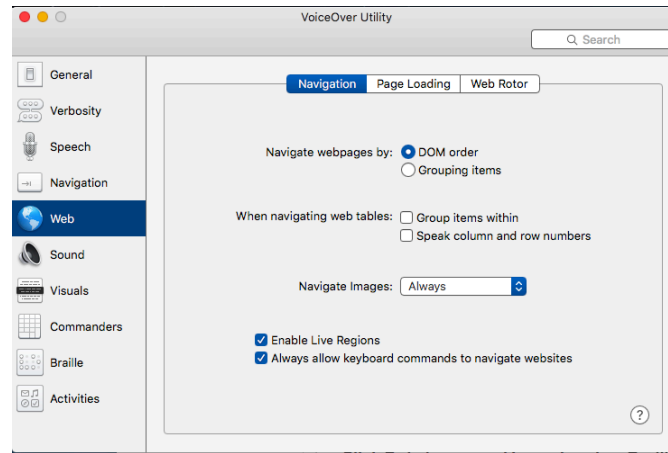 VoiceOver Utility
Search
General
Verbosity
Speech
Navigation
Web
Sound
Visuals
Commanders
Braille
Activities
Navigation Page Loading Web Rotor
Navigate webpages by: DOM order
Grouping items
When navigating web tables: Group items within
Speak column and row numbers
Navigate Images: Always
Enable Live Regions
Always allow keyboard commands to navigate websites
?